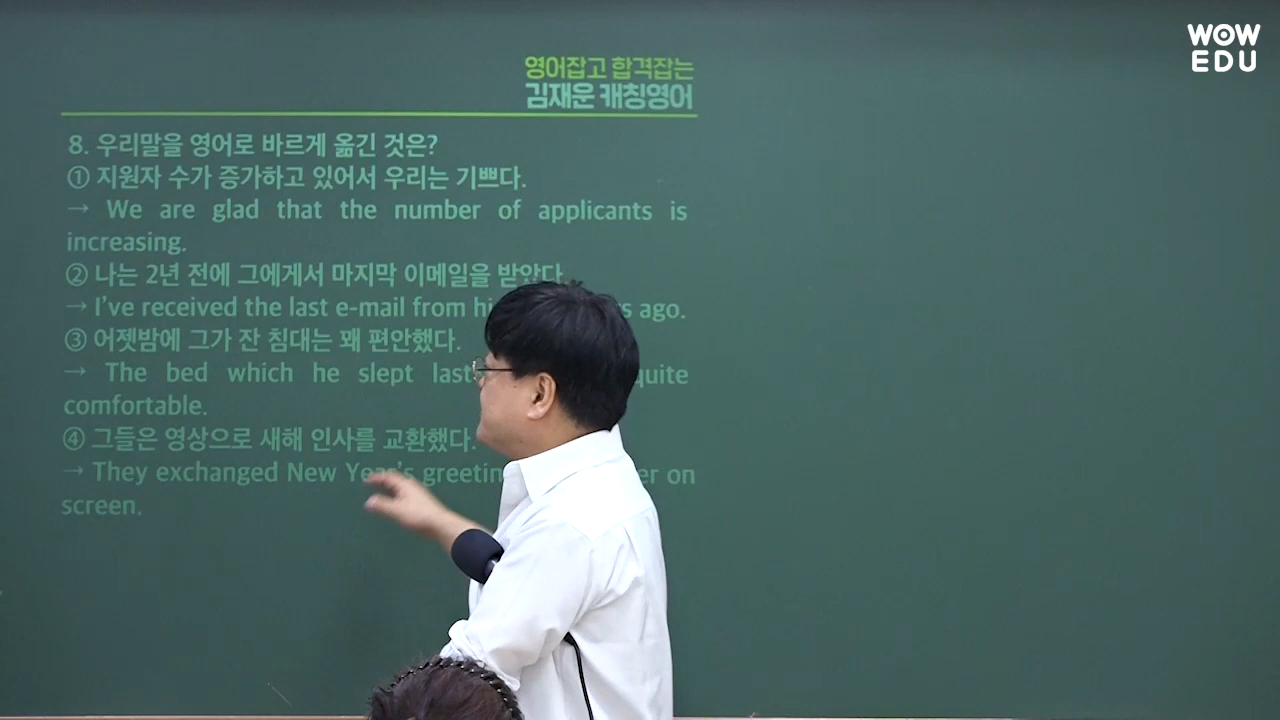 WOW
EDU
영어잡고 합격잡는
김재운 캐칭영어
8. 우리말을 영어로 바르게 옮긴 것은?
① 지원자 수가 증가하고 있어서 우리는 기쁘다.
→ We are glad that the number of applicants is
increasing.
② 나는 2년 전에 그에게서 마지막 이메일을 받았다.
→ I've received the last e-mail from ago.
③ 어젯밤에 그가 잔 침대는 꽤 편안했다.
→ The bed which he slept last quite
comfortable.
④ 그들은 영상으로 새해 인사를 교환했다.
→ They exchanged New Year's on
screen.